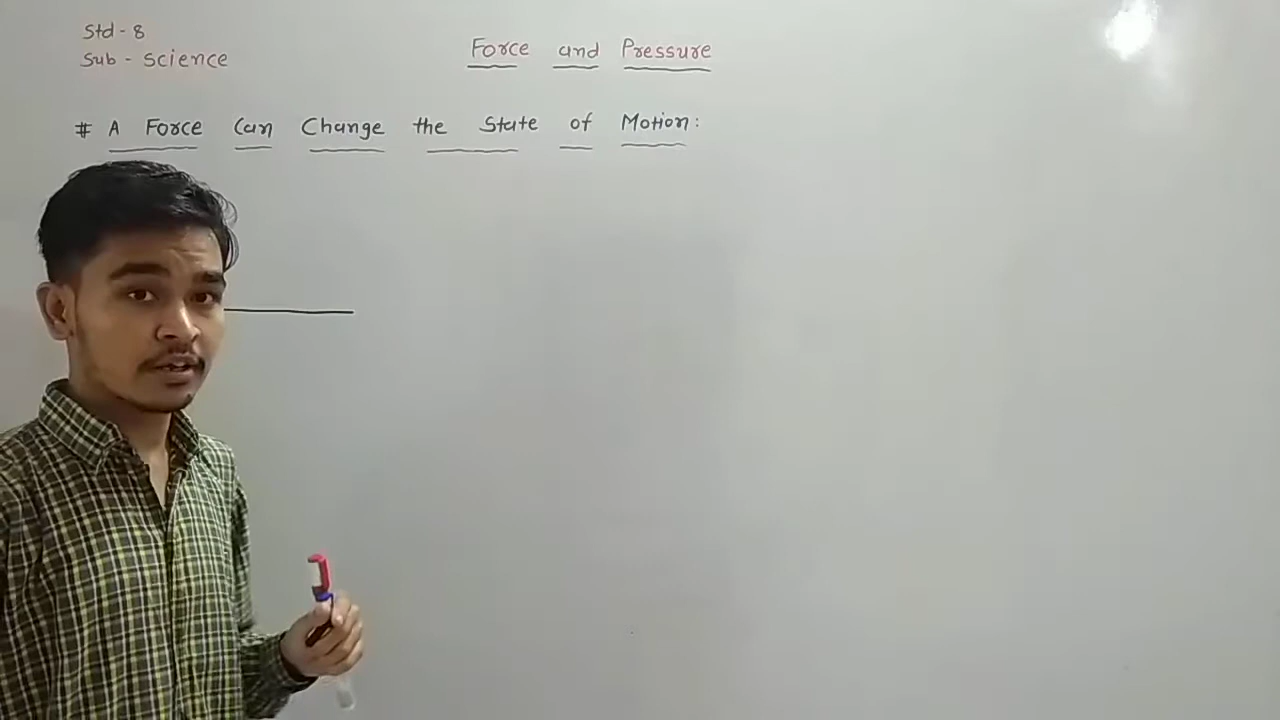 Std - 8
Sub - Science
Force and Pressure
# A Force Can Change the State of Motion: